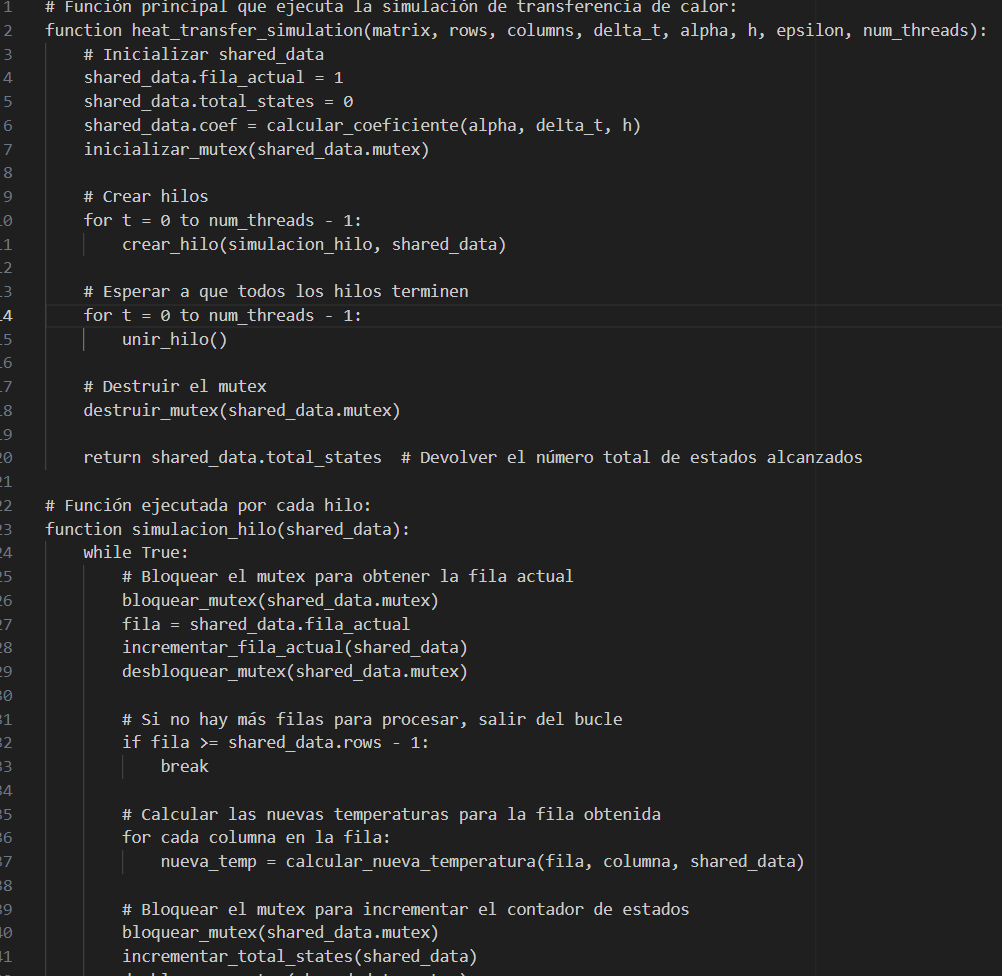 1 # Función principal que ejecuta la simulación de transferencia de calor:
2 function heat_transfer_simulation(matrix, rows, columns, delta_t, alpha, h, epsilon, num_threads):
3     # Inicializar shared_data
4     shared_data.fila_actual = 1
5     shared_data.total_states = 0
6     shared_data.coef = calcular_coeficiente(alpha, delta_t, h)
7     inicializar_mutex(shared_data.mutex)
8
9     # Crear hilos
10     for t = 0 to num_threads - 1:
11         crear_hilo(simulacion_hilo, shared_data)
12
13     # Esperar a que todos los hilos terminen
14     for t = 0 to num_threads - 1:
15         unir_hilo()
16
17     # Destruir el mutex
18     destruir_mutex(shared_data.mutex)
19
20     return shared_data.total_states  # Devolver el número total de estados alcanzados
21
22 # Función ejecutada por cada hilo:
23 function simulacion_hilo(shared_data):
24     while True:
25         # Bloquear el mutex para obtener la fila actual
26         bloquear_mutex(shared_data.mutex)
27         fila = shared_data.fila_actual
28         incrementar_fila_actual(shared_data)
29         desbloquear_mutex(shared_data.mutex)
30
31         # Si no hay más filas para procesar, salir del bucle
32         if fila >= shared_data.rows - 1:
33             break
34
35         # Calcular las nuevas temperaturas para la fila obtenida
36         for cada columna en la fila:
37             nueva_temp = calcular_nueva_temperatura(fila, columna, shared_data)
38
39         # Bloquear el mutex para incrementar el contador de estados
40         bloquear_mutex(shared_data.mutex)
41         incrementar_total_states(shared_data)